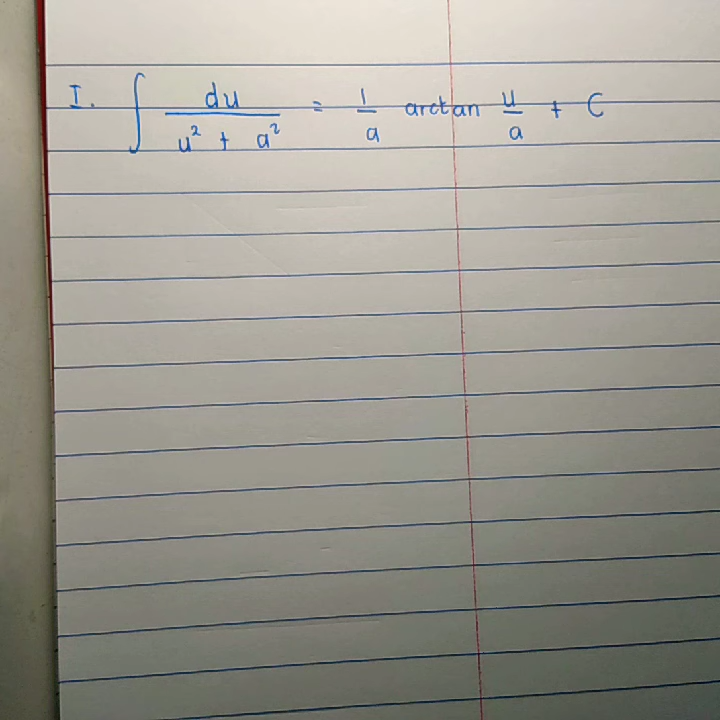 I. ∫ du / (u² + a²) = 1/a arctan u/a + C